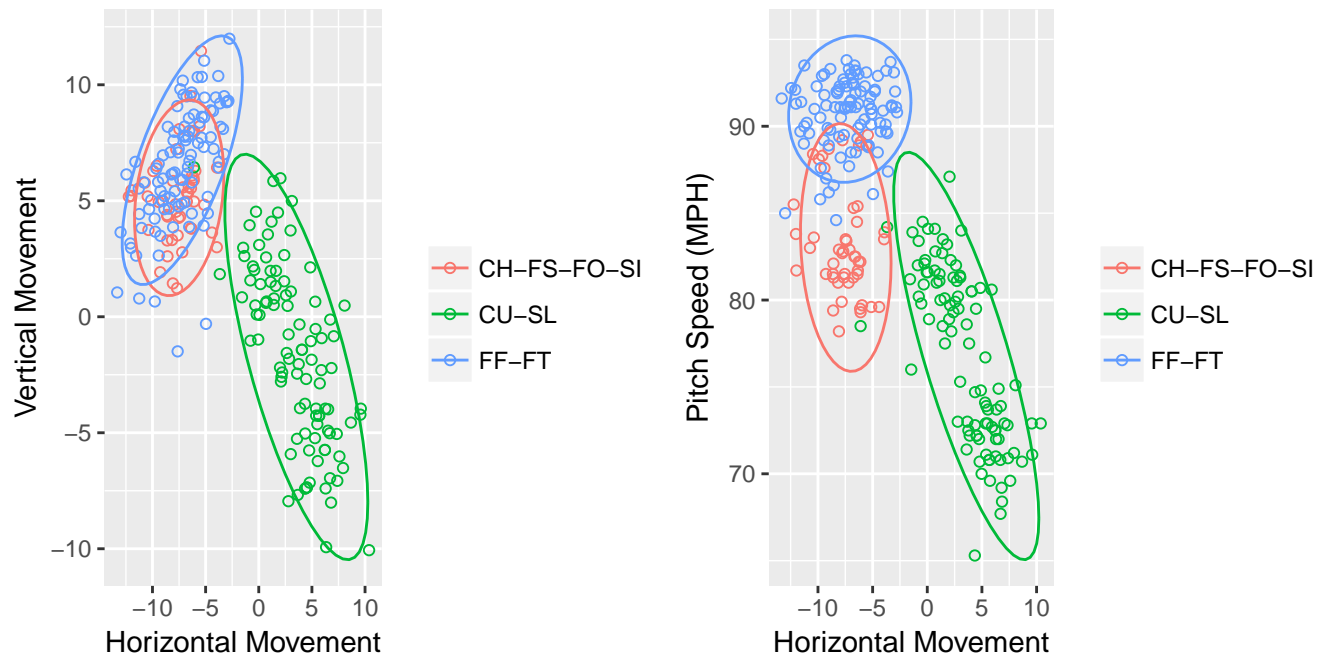 Vertical Movement
10
5
0
−5
−10
−10 −5 0 5 10
Horizontal Movement
CH−FS−FO−SI
CU−SL
FF−FT
Pitch Speed (MPH)
90
80
70
−10 −5 0 5 10
Horizontal Movement
CH−FS−FO−SI
CU−SL
FF−FT